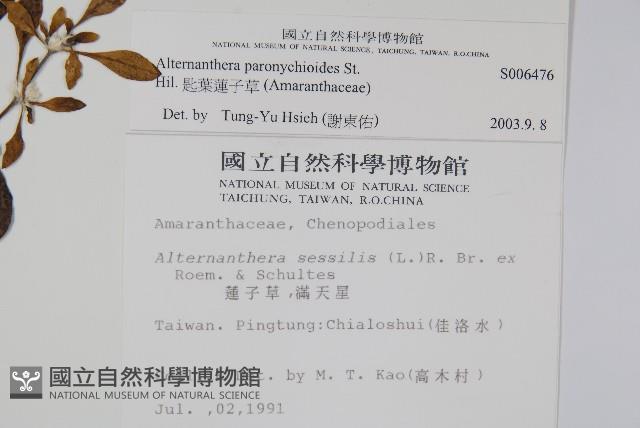 國立自然科學博物館
NATIONAL MUSEUM OF NATURAL SCIENCE, TAICHUNG, TAIWAN, R.O.CHINA
Alternanthera paronychioides St. S006476
Hil. 匙葉蓮子草 (Amaranthaceae)
Det. by Tung-Yu Hsieh (謝東佑) 2003.9. 8
國立自然科學博物館
NATIONAL MUSEUM OF NATURAL SCIENCE
TAICHUNG, TAIWAN, R.O.CHINA
Amaranthaceae, Chenopodiales
Alternanthera sessilis (L.)R. Br. ex
Roem. & Schultes
蓮子草,滿天星
Taiwan. Pingtung:Chialoshui(佳洛水)
by M. T. Kao(高木村)
國立自然科學博物館
NATIONAL MUSEUM OF NATURAL SCIENCE
Jul. ,02,1991